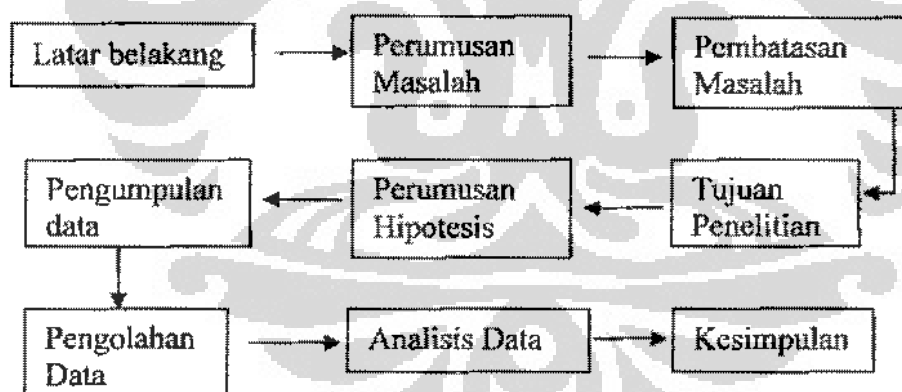 Latar belakang
Perumusan
Masalah
Pembatasan
Masalah
Tujuan
Penelitian
Perumusan
Hipotesis
Pengumpulan
data
Pengolahan
Data
Analisis Data
Kesimpulan